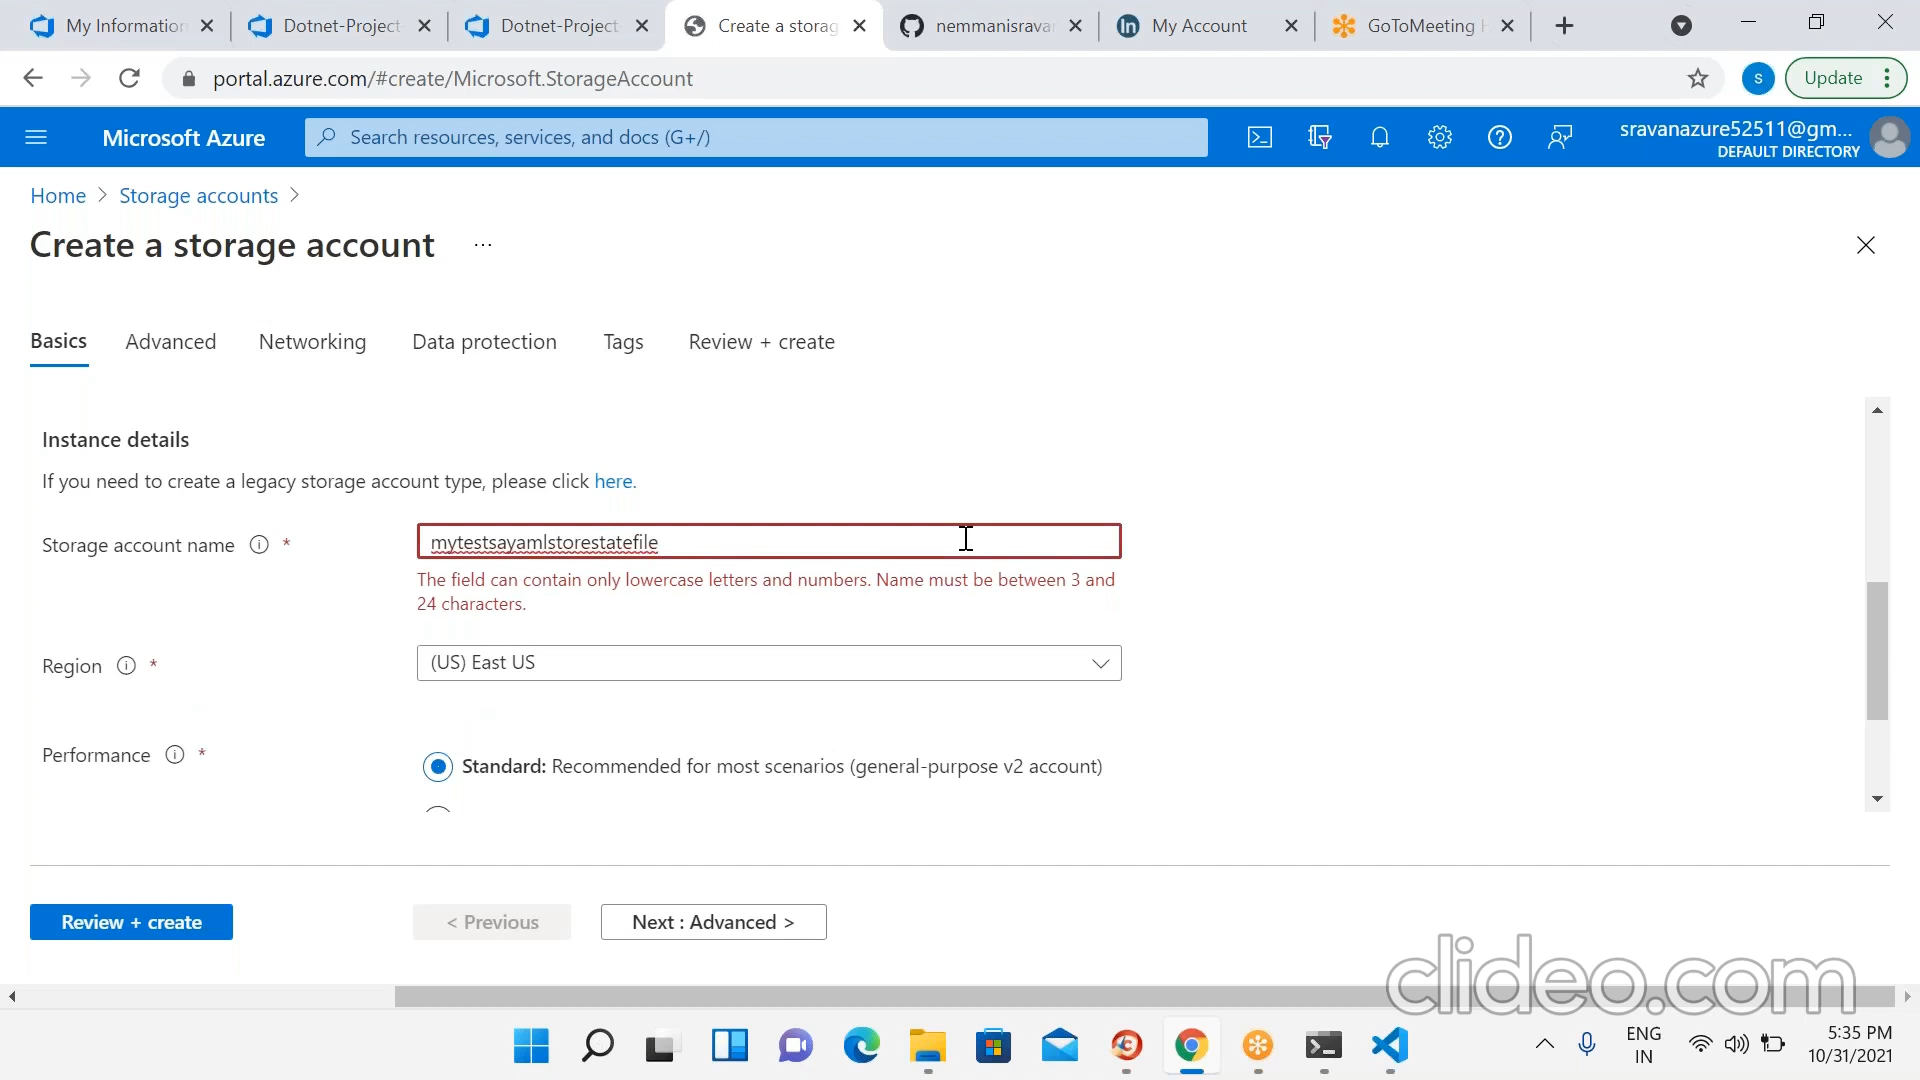 My Information
Dotnet-Project
Dotnet-Project
Create a storag
nemmanisravan
In
My Account
GoToMeeting H
portal.azure.com/#create/Microsoft.StorageAccount
S
Update
Microsoft Azure
Search resources, services, and docs (G+/)
sravanazure52511@gm...
DEFAULT DIRECTORY
Home > Storage accounts >
Create a storage account ...
Basics Advanced Networking Data protection Tags Review + create
Instance details
If you need to create a legacy storage account type, please click here.
Storage account name *
mytestsayamlstorestatefile
The field can contain only lowercase letters and numbers. Name must be between 3 and
24 characters.
Region *
(US) East US
Performance *
Standard: Recommended for most scenarios (general-purpose v2 account)
Review + create
< Previous
Next : Advanced >
clideo.com
ENG
IN
5:35 PM
10/31/2021